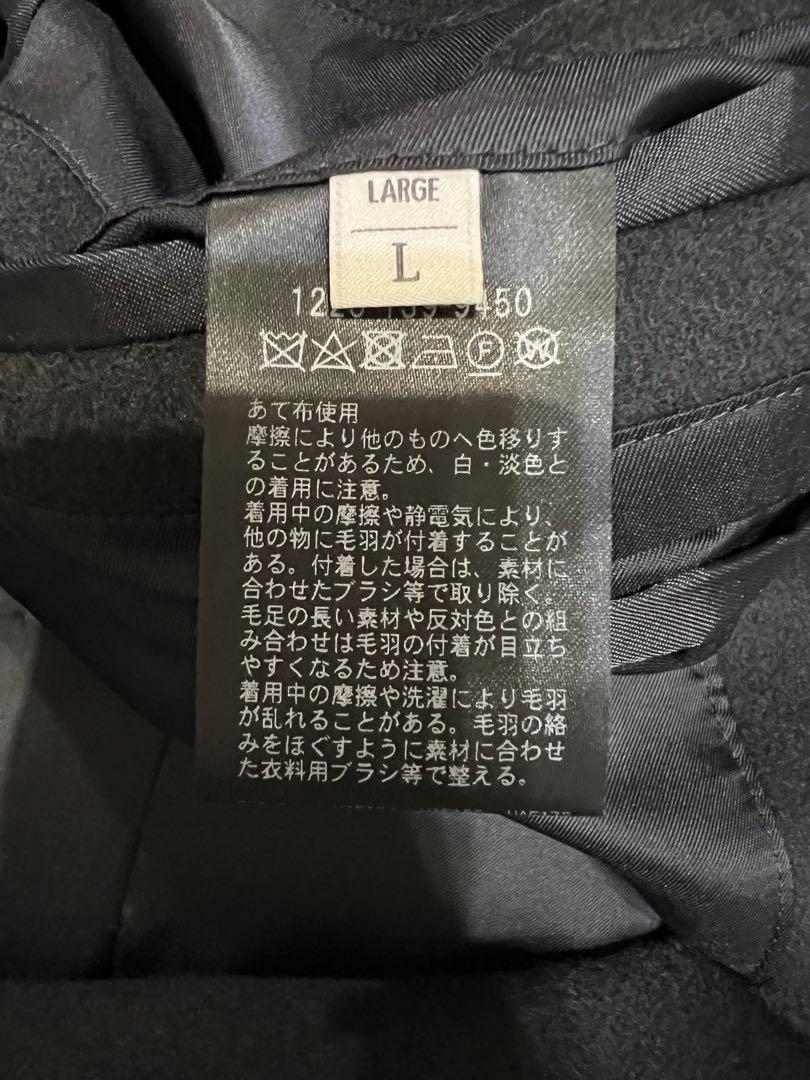 LARGE
L
9450
F
W
あて布使用
摩擦により他のものへ色移りす
ることがあるため、白・淡色と
の着用に注意。
着用中の摩擦や静電気により、
他の物に毛羽が付着することが
ある。付着した場合は、素材に
合わせたブラシ等で取り除く。
毛足の長い素材や反対色との組
み合わせは毛羽の付着が目立ち
やすくなるため注意。
着用中の摩擦や洗濯により毛羽
が乱れることがある。毛羽の絡
みをほぐすように素材に合わせ
た衣料用ブラシ等で整える。